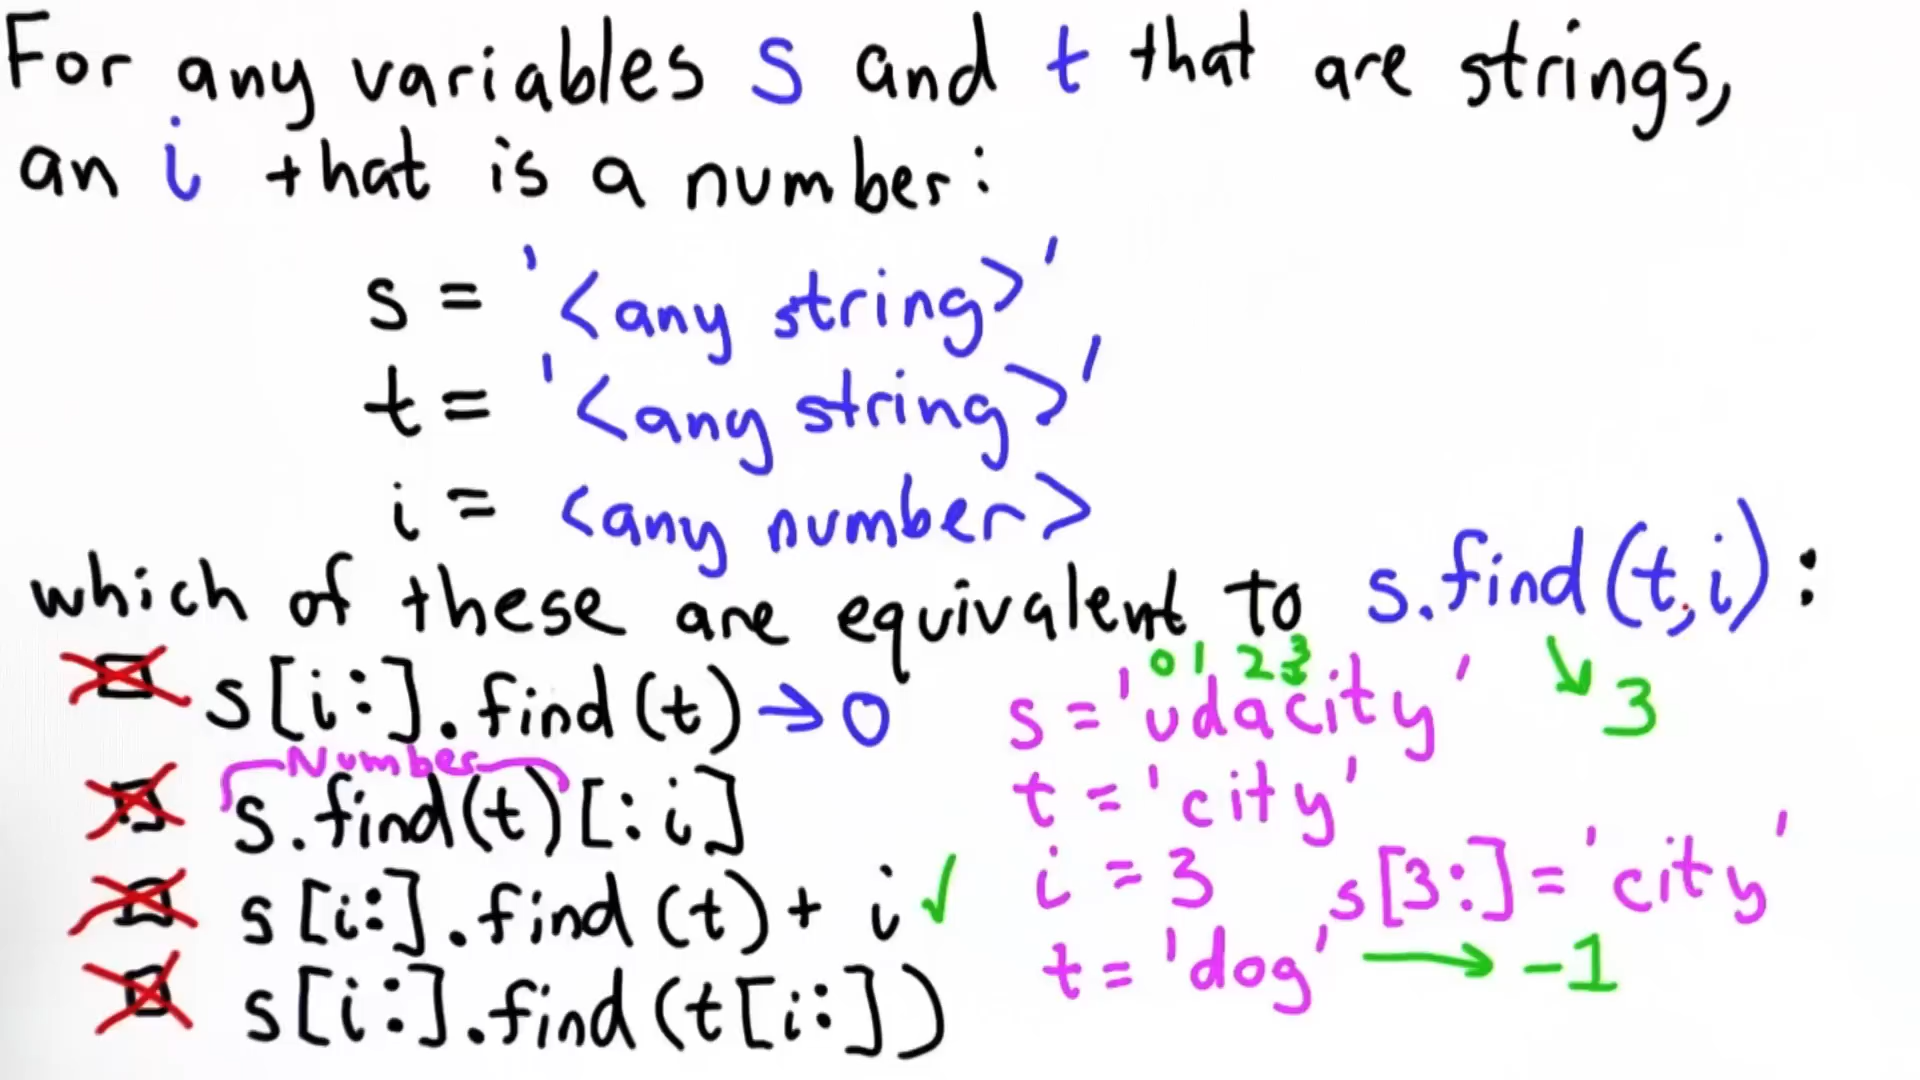 For any variables s and t that are strings,
an i that is a number:
s = '<any string>'
t = '<any string>'
i = <any number>
which of these are equivalent to s.find(t,i):
3
s[i:].find(t) → 0
Number
s.find(t)[:i]
s[i:].find(t) + i ✓
s[i:].find(t[i:])
0 1 2 3
s = 'udacity'
t = 'city'
i = 3 s[3:] = 'city'
t = 'dog' → -1